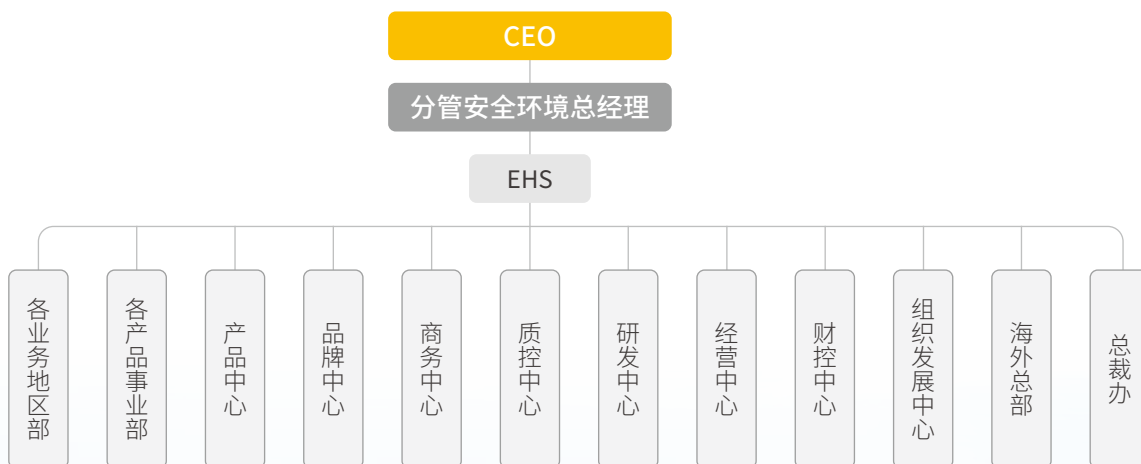 CEO
分管安全环境总经理
EHS
各业务地区部
各产品事业部
产品中心
品牌中心
商务中心
质控中心
研发中心
经营中心
财控中心
组织发展中心
海外总部
总裁办